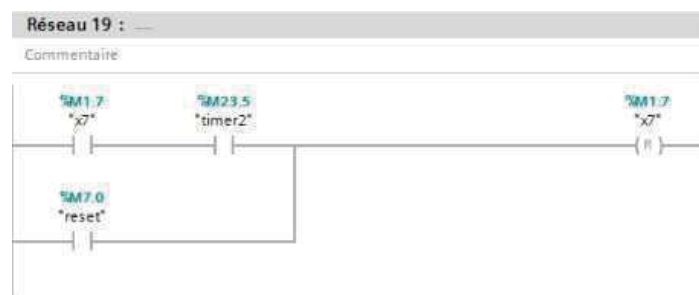 Réseau 19 : ....
Commentaire
%M1.7 %M23.5 %M1.7
"x7" "timer2" "x7"
R
%M7.0
"reset"